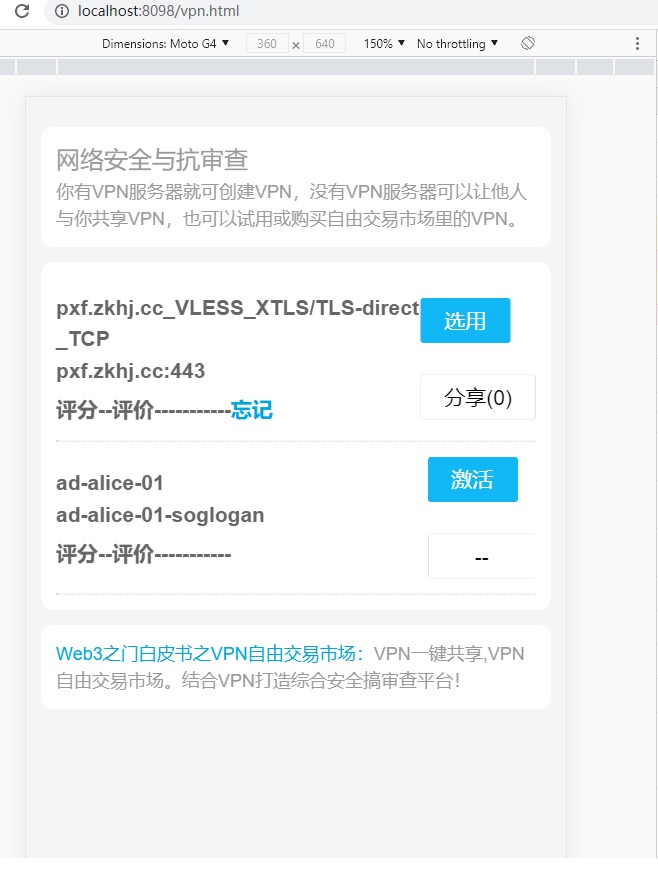 localhost:8098/vpn.html
Dimensions: Moto G4 ▼ 360 × 640 150% ▼ No throttling ▼
网络安全与抗审查
你有VPN服务器就可创建VPN，没有VPN服务器可以让他人
与你共享VPN，也可以试用或购买自由交易市场里的VPN。
pxf.zkhj.cc_VLESS_XTLS/TLS-direct
_TCP
选用
pxf.zkhj.cc:443
分享(0)
评分--评价-----------忘记
ad-alice-01
激活
ad-alice-01-soglogan
评分--评价-----------
--
Web3之门白皮书之VPN自由交易市场：VPN一键共享,VPN
自由交易市场。结合VPN打造综合安全搞审查平台！